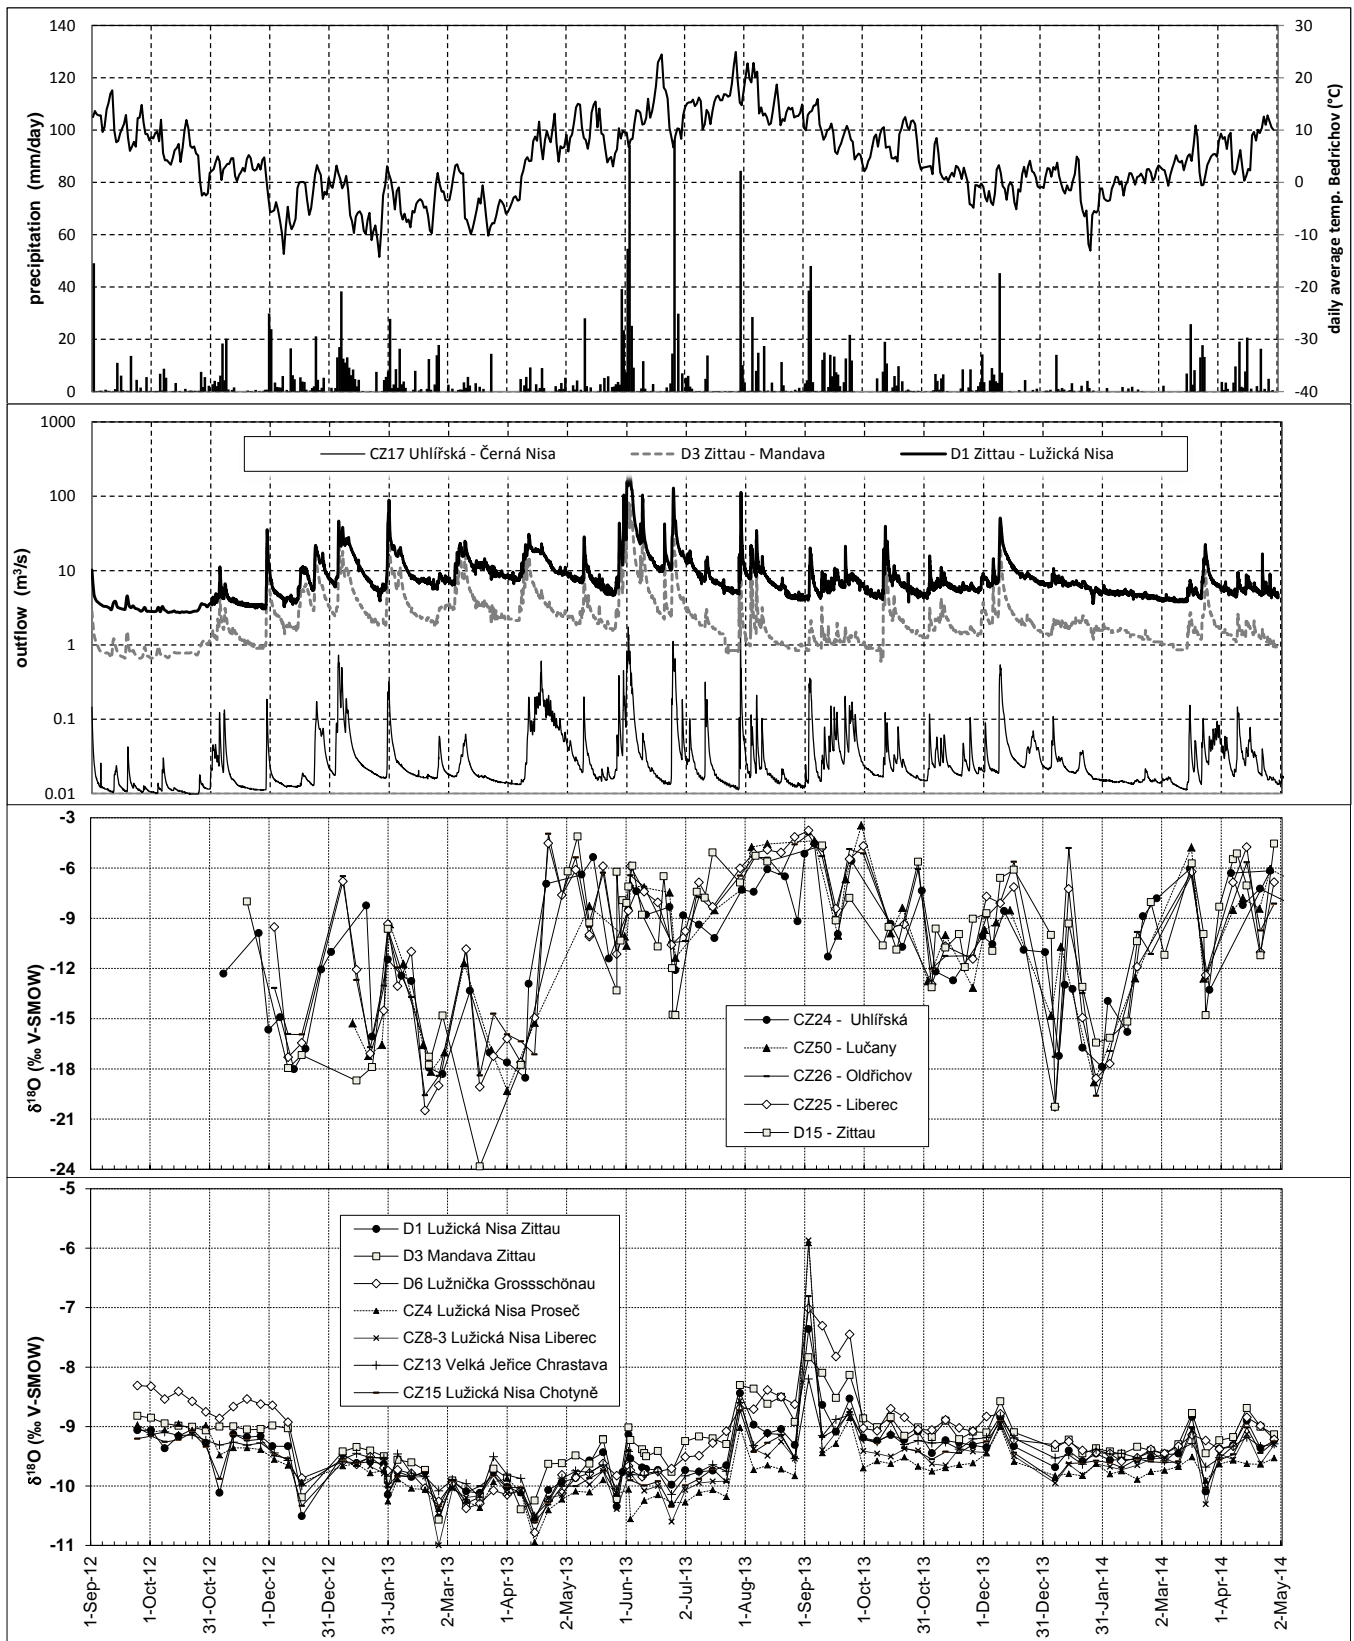 140
120
100
80
60
40
20
0
precipitation (mm/day)
30
20
10
0
-10
-20
-30
-40
daily average temp. Bedrichov (°C)
1000
100
10
1
0.1
0.01
outflow (m³/s)
CZ17 Uhlířská - Černá Nisa
D3 Zittau - Mandava
D1 Zittau - Lužická Nisa
-3
-6
-9
-12
-15
-18
-21
-24
δ¹⁸O (‰ V-SMOW)
CZ24 - Uhlířská
CZ50 - Lučany
CZ26 - Oldřichov
CZ25 - Liberec
D15 - Zittau
-5
-6
-7
-8
-9
-10
-11
δ¹⁸O (‰ V-SMOW)
D1 Lužická Nisa Zittau
D3 Mandava Zittau
D6 Lužnička Grossschönau
CZ4 Lužická Nisa Proseč
CZ8-3 Lužická Nisa Liberec
CZ13 Velká Jeřice Chrastava
CZ15 Lužická Nisa Chotyně
1-Sep-12
1-Oct-12
31-Oct-12
1-Dec-12
31-Dec-12
31-Jan-13
2-Mar-13
1-Apr-13
2-May-13
1-Jun-13
2-Jul-13
1-Aug-13
1-Sep-13
1-Oct-13
31-Oct-13
1-Dec-13
31-Dec-13
31-Jan-14
2-Mar-14
1-Apr-14
2-May-14